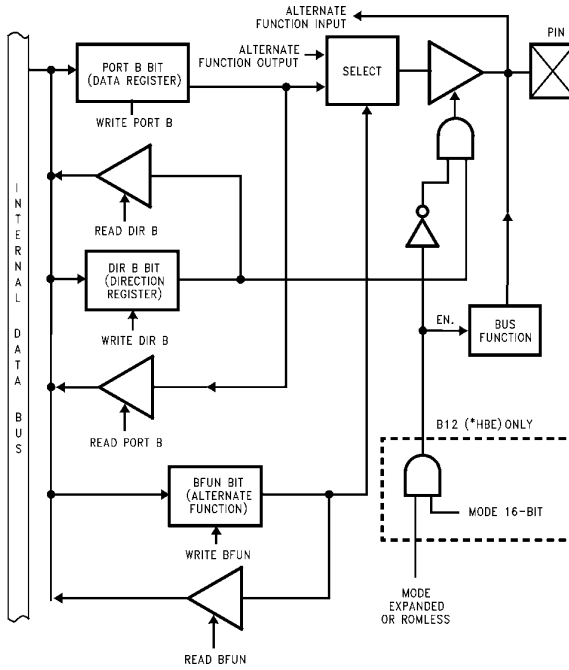 ALTERNATE
FUNCTION INPUT
PIN
PORT B BIT
(DATA REGISTER)
ALTERNATE
FUNCTION OUTPUT
SELECT
WRITE PORT B
READ DIR B
INTERNAL DATA BUS
DIR B BIT
(DIRECTION
REGISTER)
WRITE DIR B
EN.
BUS
FUNCTION
READ PORT B
B12 (*HBE) ONLY
BFUN BIT
(ALTERNATE
FUNCTION)
MODE 16-BIT
WRITE BFUN
MODE
EXPANDED
OR ROMLESS
READ BFUN